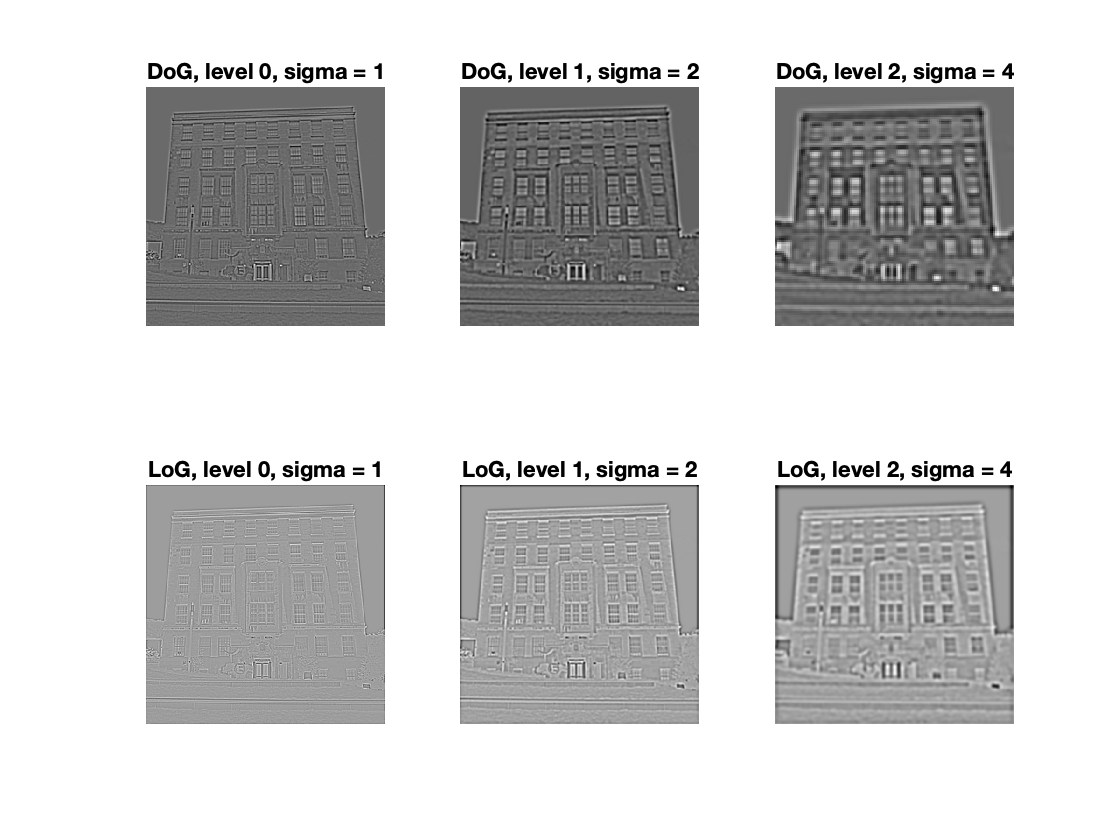 DoG, level 0, sigma = 1
DoG, level 1, sigma = 2
DoG, level 2, sigma = 4
LoG, level 0, sigma = 1
LoG, level 1, sigma = 2
LoG, level 2, sigma = 4